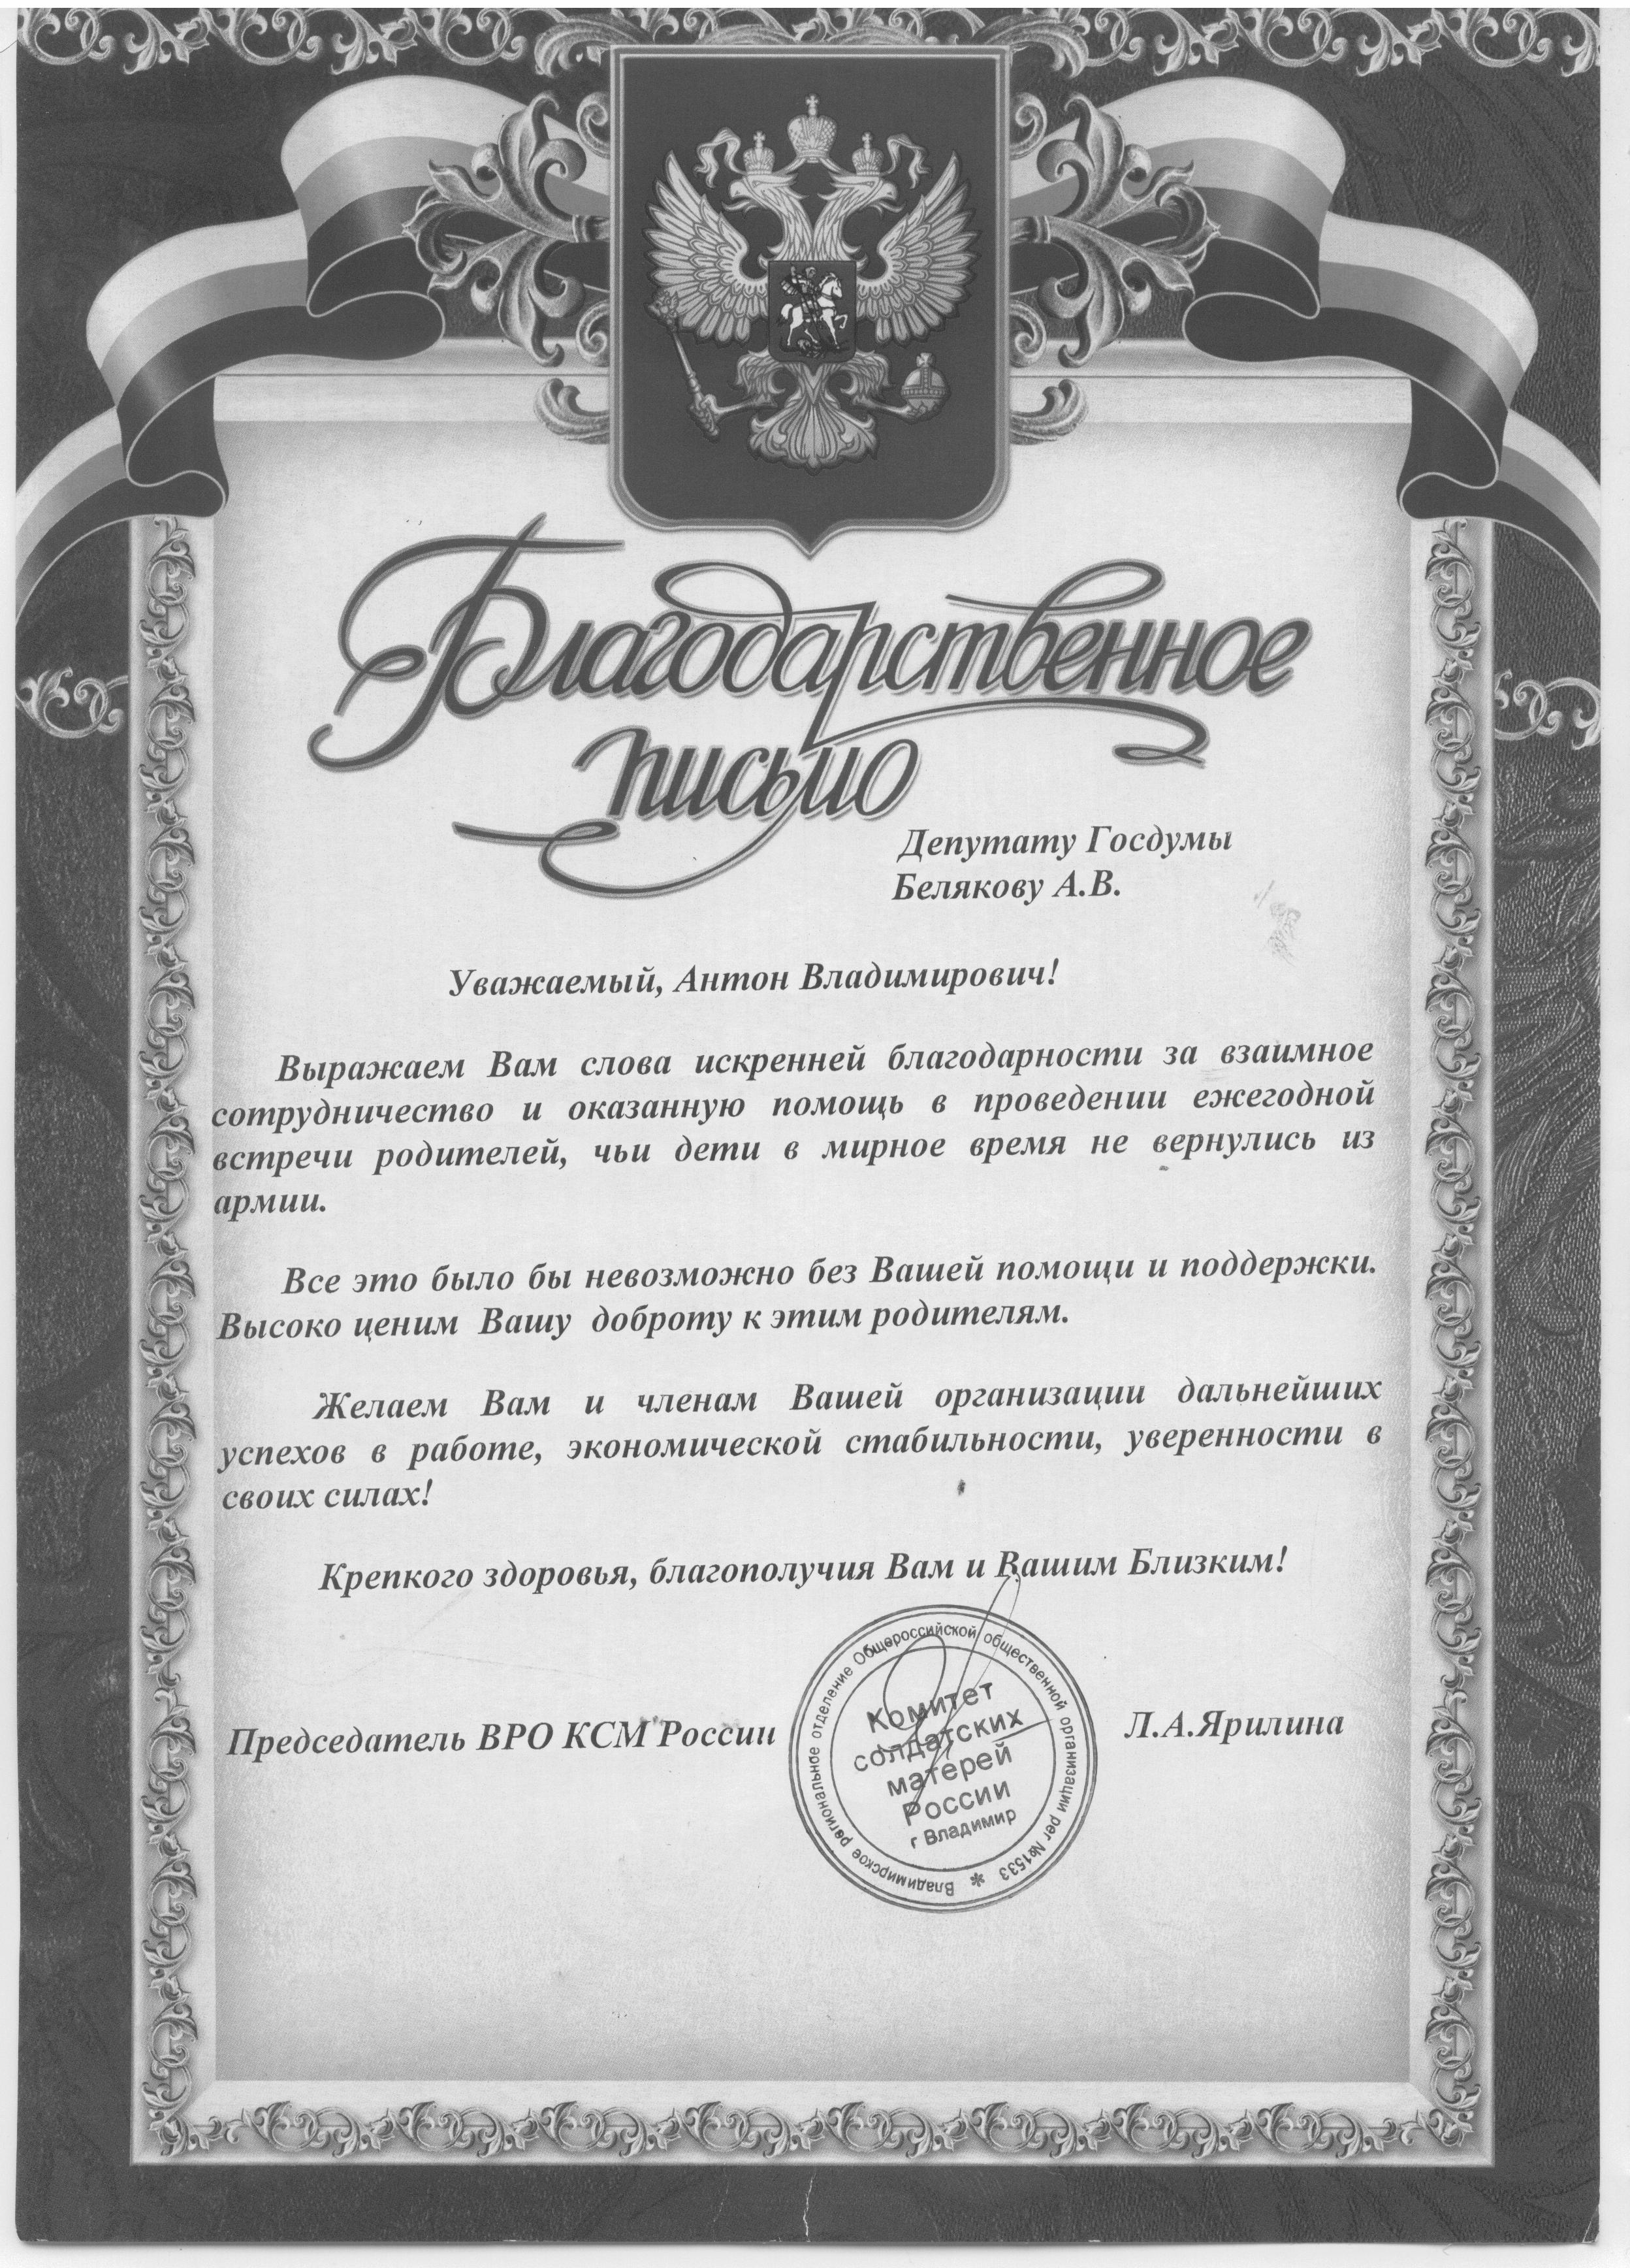 Благодарственное
письмо
Депутату Госдумы
Белякову А.В.
Уважаемый, Антон Владимирович!
Выражаем Вам слова искренней благодарности за взаимное
сотрудничество и оказанную помощь в проведении ежегодной
встречи родителей, чьи дети в мирное время не вернулись из
армии.
Все это было бы невозможно без Вашей помощи и поддержки.
Высоко ценим Вашу доброту к этим родителям.
Желаем Вам и членам Вашей организации дальнейших
успехов в работе, экономической стабильности, уверенности в
своих силах!
Крепкого здоровья, благополучия Вам и Вашим Близким!
Председатель ВРО КСМ России
Л.А.Ярилина
Владимирское региональное отделение Общероссийской общественной организации рег №1533 *
Комитет
солдатских
матерей
России
г Владимир